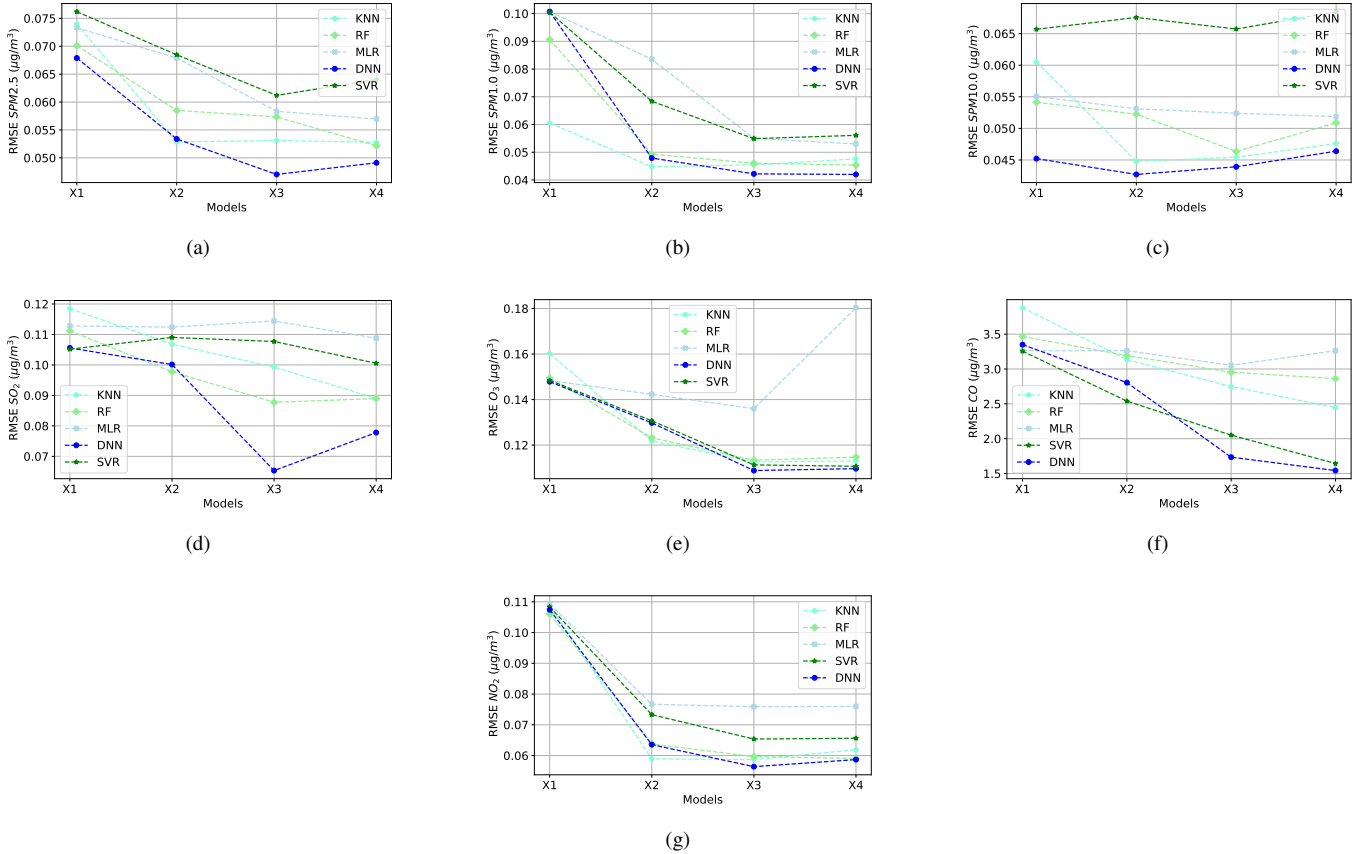 0.075
0.070
0.065
0.060
0.055
0.050
RMSE SPM2.5 (μg/m³)
KNN
RF
MLR
DNN
SVR
X1 X2 X3 X4
Models
(a)
0.10
0.09
0.08
0.07
0.06
0.05
0.04
RMSE SPM1.0 (μg/m³)
KNN
RF
MLR
DNN
SVR
X1 X2 X3 X4
Models
(b)
0.065
0.060
0.055
0.050
0.045
RMSE SPM10.0 (μg/m³)
KNN
RF
MLR
DNN
SVR
X1 X2 X3 X4
Models
(c)
0.12
0.11
0.10
0.09
0.08
0.07
RMSE SO₂ (μg/m³)
KNN
RF
MLR
DNN
SVR
X1 X2 X3 X4
Models
(d)
0.18
0.16
0.14
0.12
RMSE O₃ (μg/m³)
KNN
RF
MLR
DNN
SVR
X1 X2 X3 X4
Models
(e)
3.5
3.0
2.5
2.0
1.5
RMSE CO (μg/m³)
KNN
RF
MLR
SVR
DNN
X1 X2 X3 X4
Models
(f)
0.11
0.10
0.09
0.08
0.07
0.06
RMSE NO₂ (μg/m³)
KNN
RF
MLR
SVR
DNN
X1 X2 X3 X4
Models
(g)